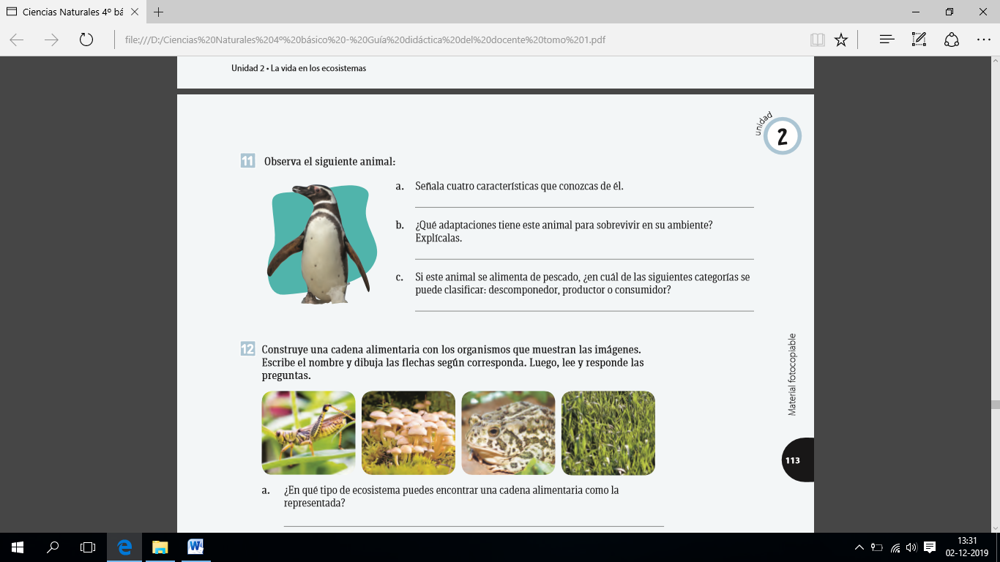 Ciencias Naturales 4º bá
file:///D:/Ciencias%20Naturales%204º%20básico%20-%20Guía%20didáctica%20del%20docente%20tomo%201.pdf
Unidad 2 • La vida en los ecosistemas
unidad
2
11 Observa el siguiente animal:
a. Señala cuatro características que conozcas de él.
b. ¿Qué adaptaciones tiene este animal para sobrevivir en su ambiente?
Explícalas.
c. Si este animal se alimenta de pescado, ¿en cuál de las siguientes categorías se
puede clasificar: descomponedor, productor o consumidor?
12 Construye una cadena alimentaria con los organismos que muestran las imágenes.
Escribe el nombre y dibuja las flechas según corresponda. Luego, lee y responde las
preguntas.
Material fotocopiable
113
a. ¿En qué tipo de ecosistema puedes encontrar una cadena alimentaria como la
representada?
13:31
02-12-2019